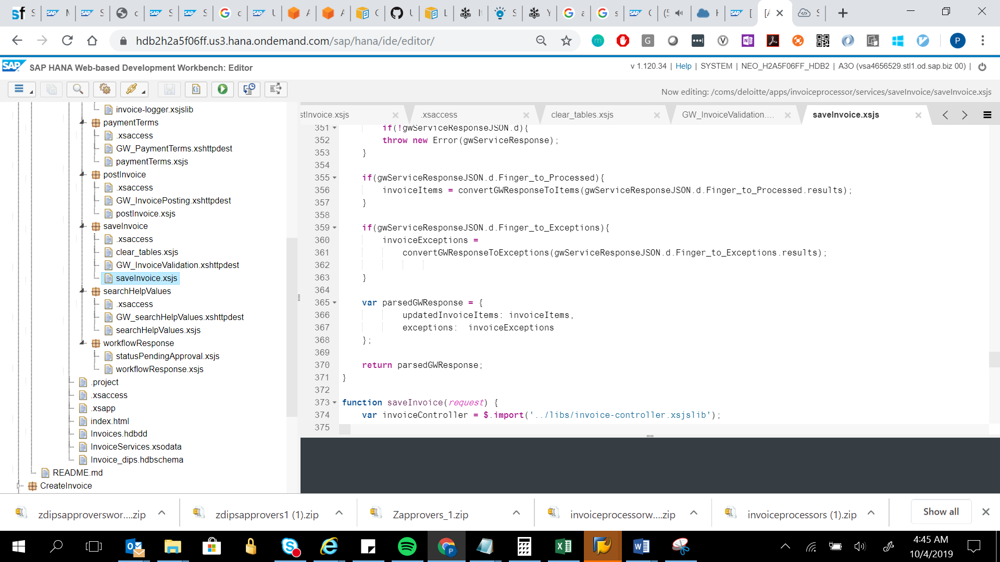 hdb2h2a5f06ff.us3.hana.ondemand.com/sap/hana/ide/editor/
SAP SAP HANA Web-based Development Workbench: Editor
v 1.120.34 | Help | SYSTEM | NEO_H2A5F06FF_HDB2 | A3O (vsa4656529.stl1.od.sap.biz 00) |
Now editing: /coms/deloitte/apps/invoiceprocessor/services/saveInvoice/saveInvoice.xsjs
invoice-logger.xsjslib
paymentTerms
.xsaccess
GW_PaymentTerms.xshttpdest
paymentTerms.xsjs
postInvoice
.xsaccess
GW_InvoicePosting.xshttpdest
postInvoice.xsjs
saveInvoice
.xsaccess
clear_tables.xsjs
GW_InvoiceValidation.xshttpdest
saveInvoice.xsjs
searchHelpValues
.xsaccess
GW_searchHelpValues.xshttpdest
searchHelpValues.xsjs
workflowResponse
statusPendingApproval.xsjs
workflowResponse.xsjs
.project
.xsaccess
.xsapp
index.html
Invoices.hdbdd
InvoiceServices.xsodata
Invoice_dips.hdbschema
README.md
CreateInvoice
stInvoice.xsjs
.xsaccess
clear_tables.xsjs
GW_InvoiceValidation....
saveInvoice.xsjs
351 if(!gwServiceResponseJSON.d){
352 throw new Error(gwServiceResponse);
353 }
354
355 if(gwServiceResponseJSON.d.Finger_to_Processed){
356 invoiceItems = convertGWResponseToItems(gwServiceResponseJSON.d.Finger_to_Processed.results);
357 }
358
359 if(gwServiceResponseJSON.d.Finger_to_Exceptions){
360 invoiceExceptions =
361 convertGWResponseToExceptions(gwServiceResponseJSON.d.Finger_to_Exceptions.results);
362
363 }
364
365 var parsedGWResponse = {
366 updatedInvoiceItems: invoiceItems,
367 exceptions:  invoiceExceptions
368 };
369
370 return parsedGWResponse;
371 }
372
373 function saveInvoice(request) {
374 var invoiceController = $.import('../libs/invoice-controller.xsjslib');
375
zdipsapproverswor....zip
zdipsapprovers1 (1).zip
Zapprovers_1.zip
invoiceprocessorw....zip
invoiceprocessors (1).zip
Show all
4:45 AM
10/4/2019